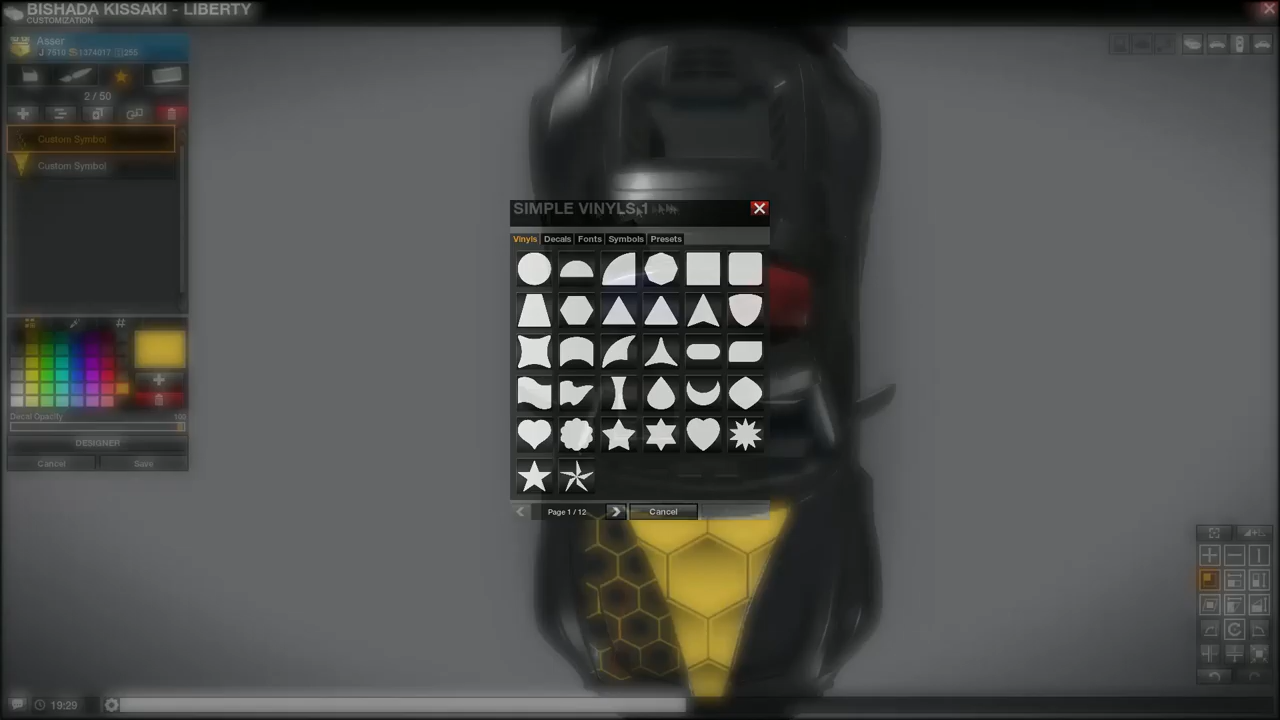 BISHADA KISSAKI - LIBERTY
CUSTOMIZATION
Asser
2 / 50
Custom Symbol
Custom Symbol
#
Decal Opacity 100
DESIGNER
Cancel Save
SIMPLE VINYLS 1
Vinyls Decals Fonts Symbols Presets
Page 1 / 12 Cancel
19:29